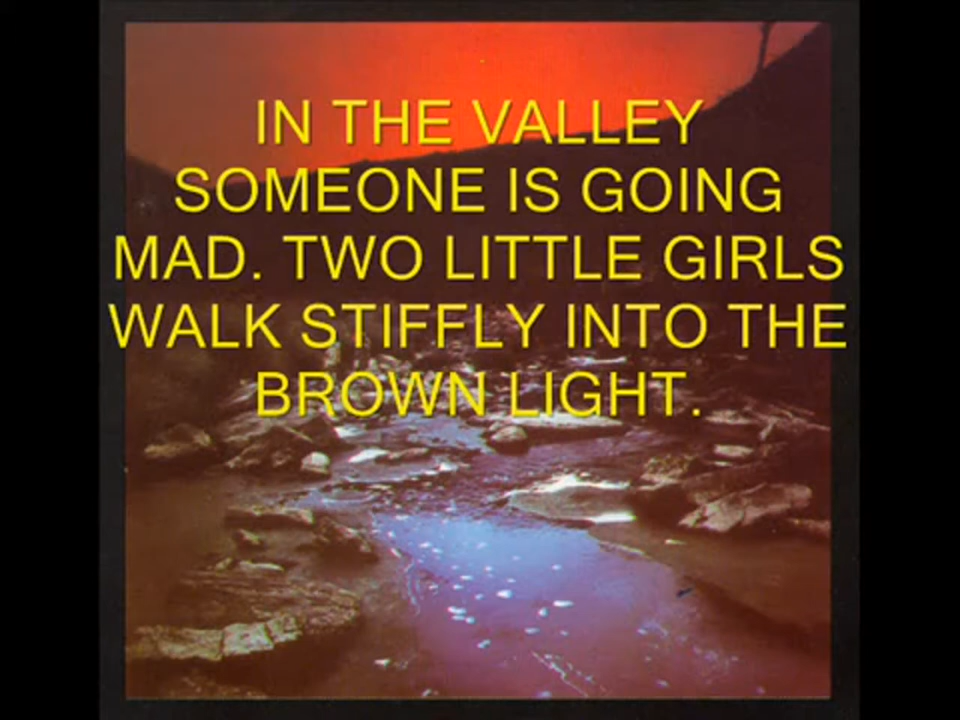 IN THE VALLEY
SOMEONE IS GOING
MAD. TWO LITTLE GIRLS
WALK STIFFLY INTO THE
BROWN LIGHT.